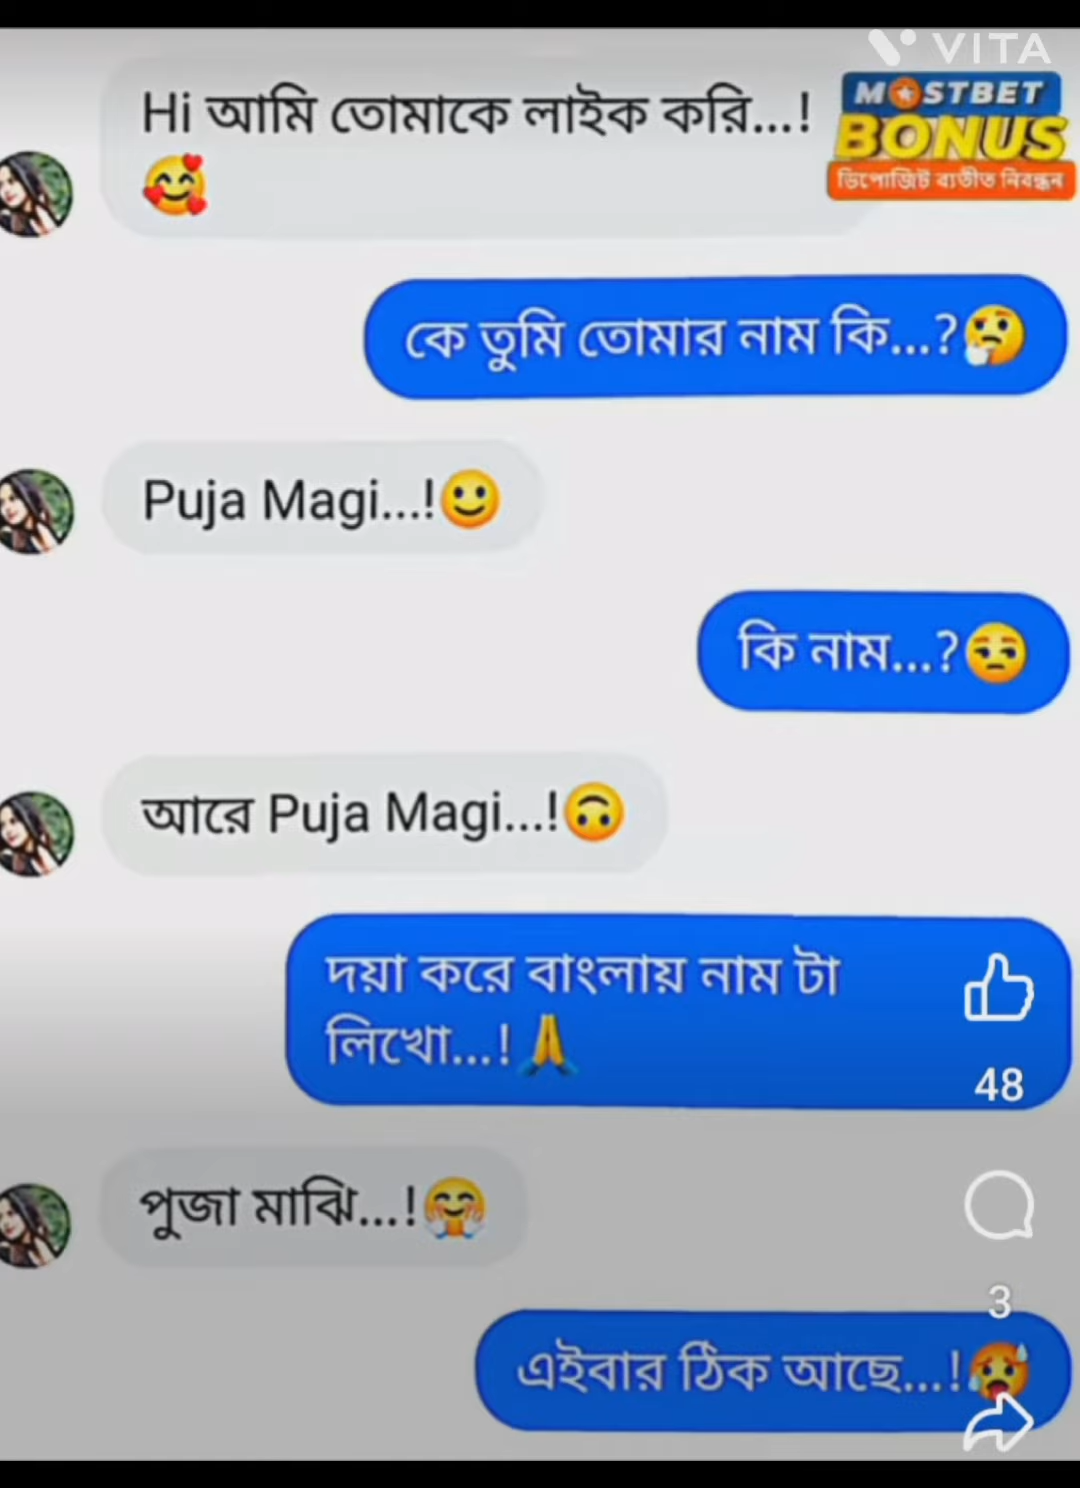 VITA
Hi আমি তোমাকে লাইক করি...!
🥰
MOSTBET
BONUS
ডিপোজিট ব্যতীত নিবন্ধন
কে তুমি তোমার নাম কি...?🤔
Puja Magi...!🙂
কি নাম...?😒
আরে Puja Magi...!🙃
দয়া করে বাংলায় নাম টা
লিখো...!🙏
48
পুজা মাঝি...!🤗
3
এইবার ঠিক আছে...!🥵